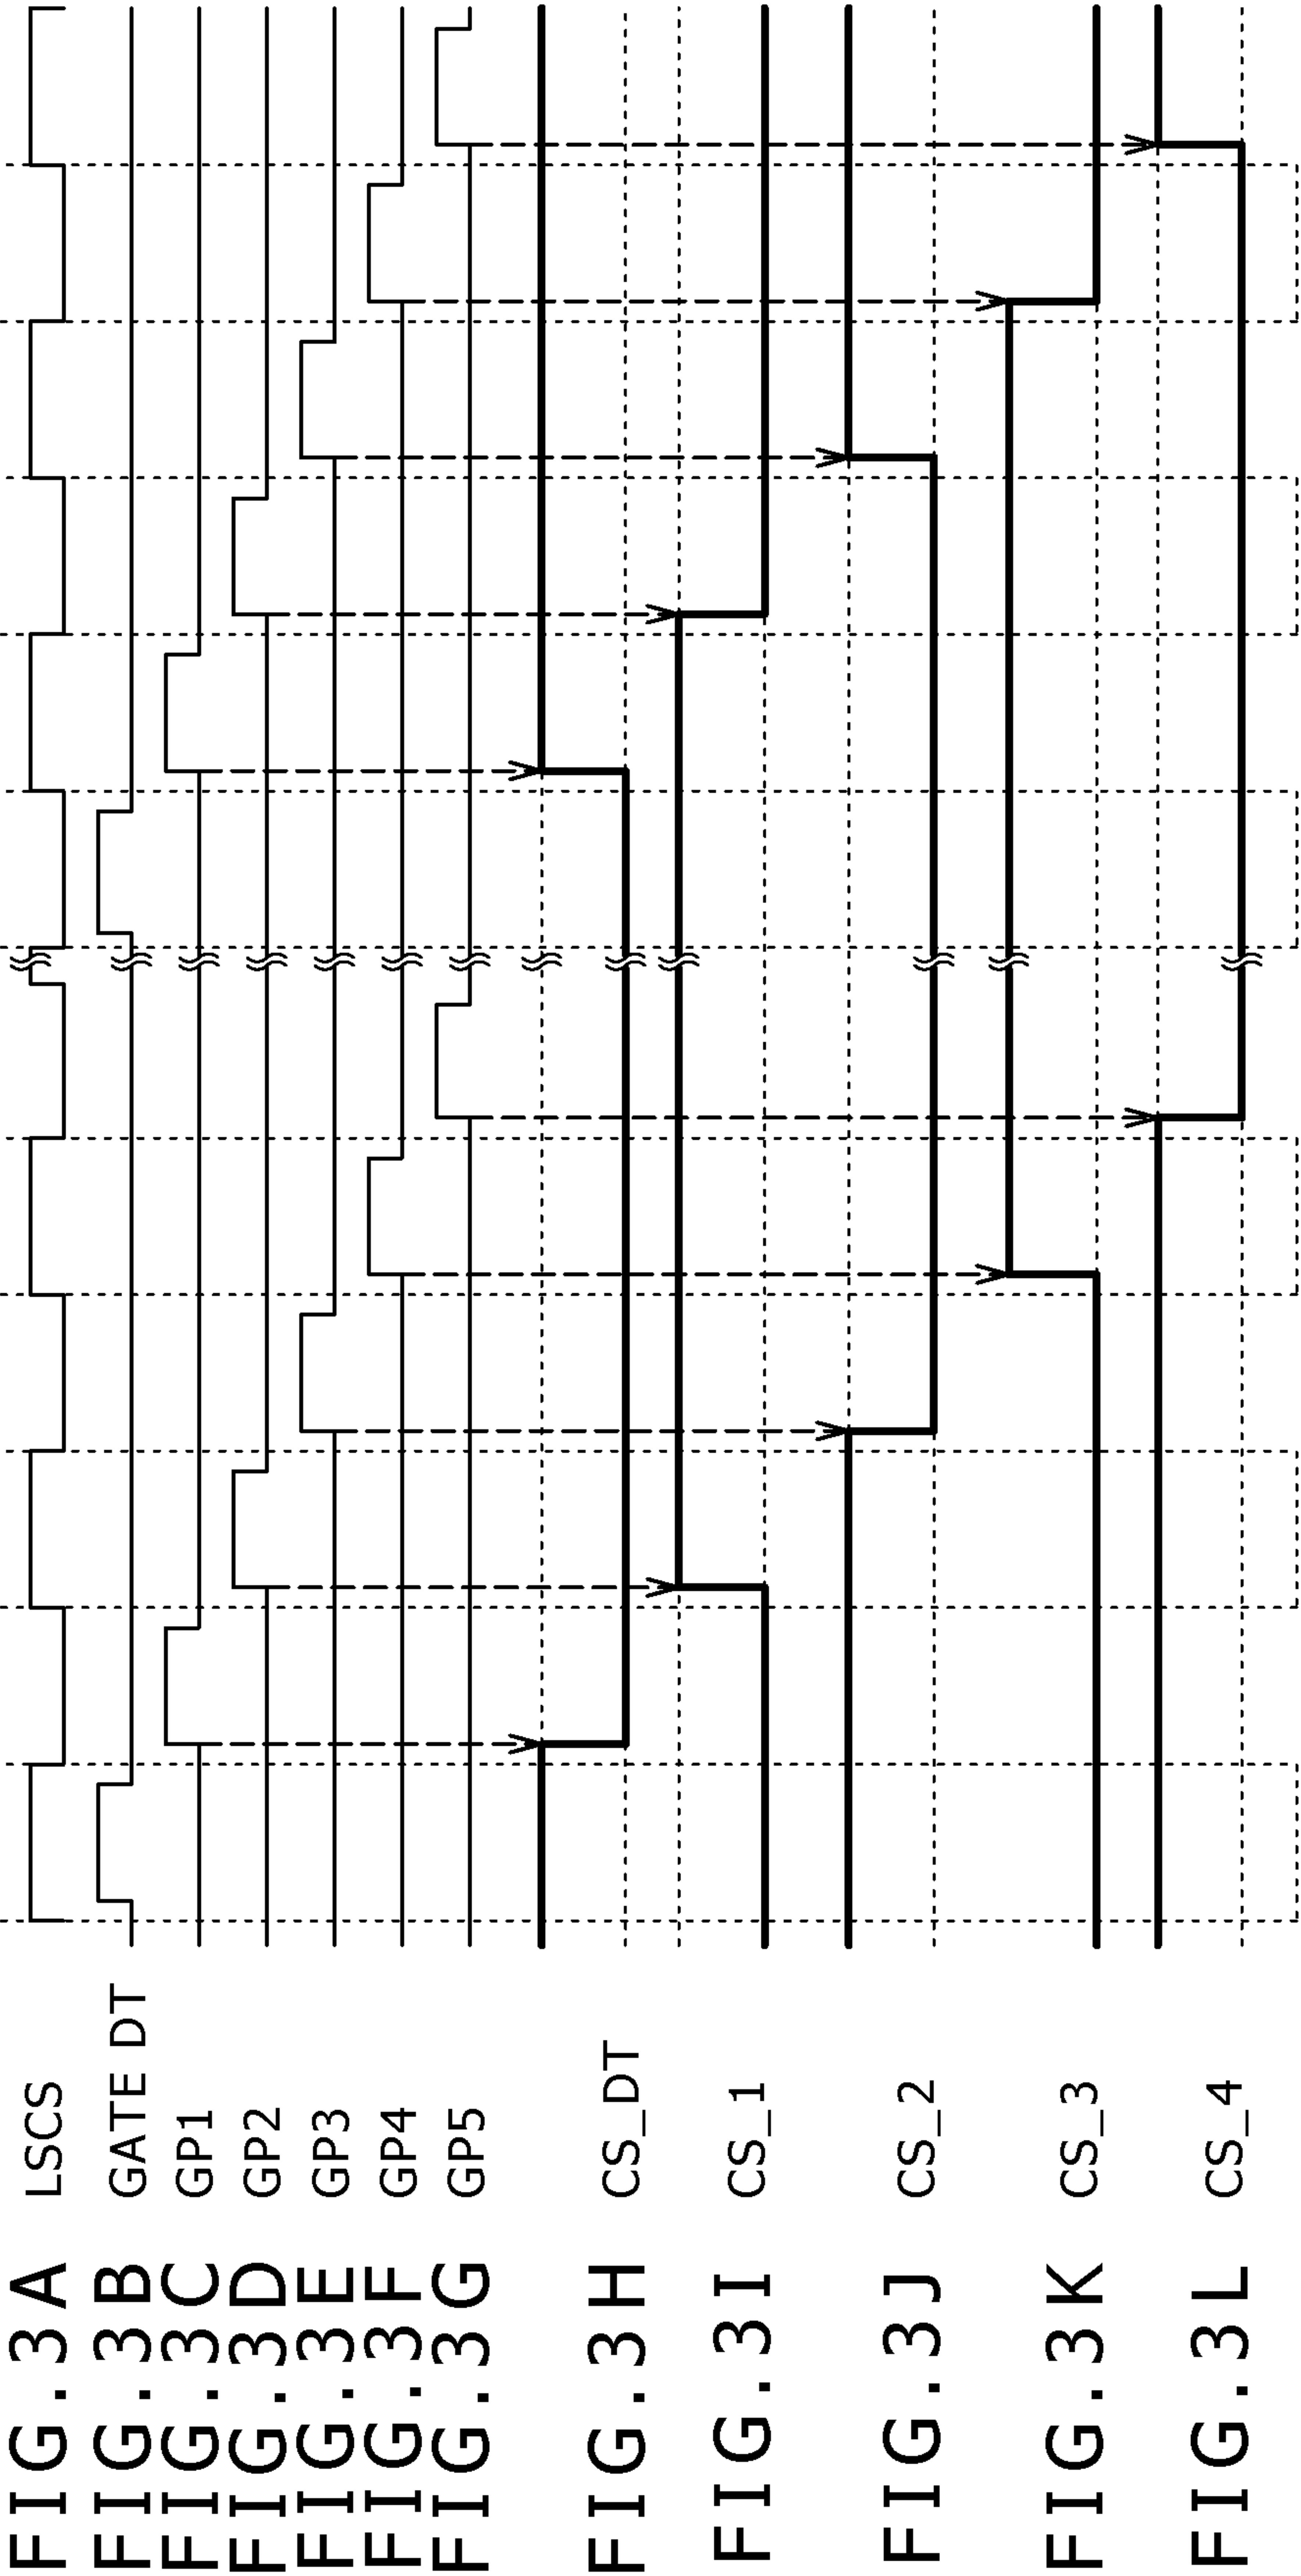 FIG.3A LSCS
FIG.3B GATE DT
FIG.3C GP1
FIG.3D GP2
FIG.3E GP3
FIG.3F GP4
FIG.3G GP5
FIG.3H CS_DT
FIG.3I CS_1
FIG.3J CS_2
FIG.3K CS_3
FIG.3L CS_4